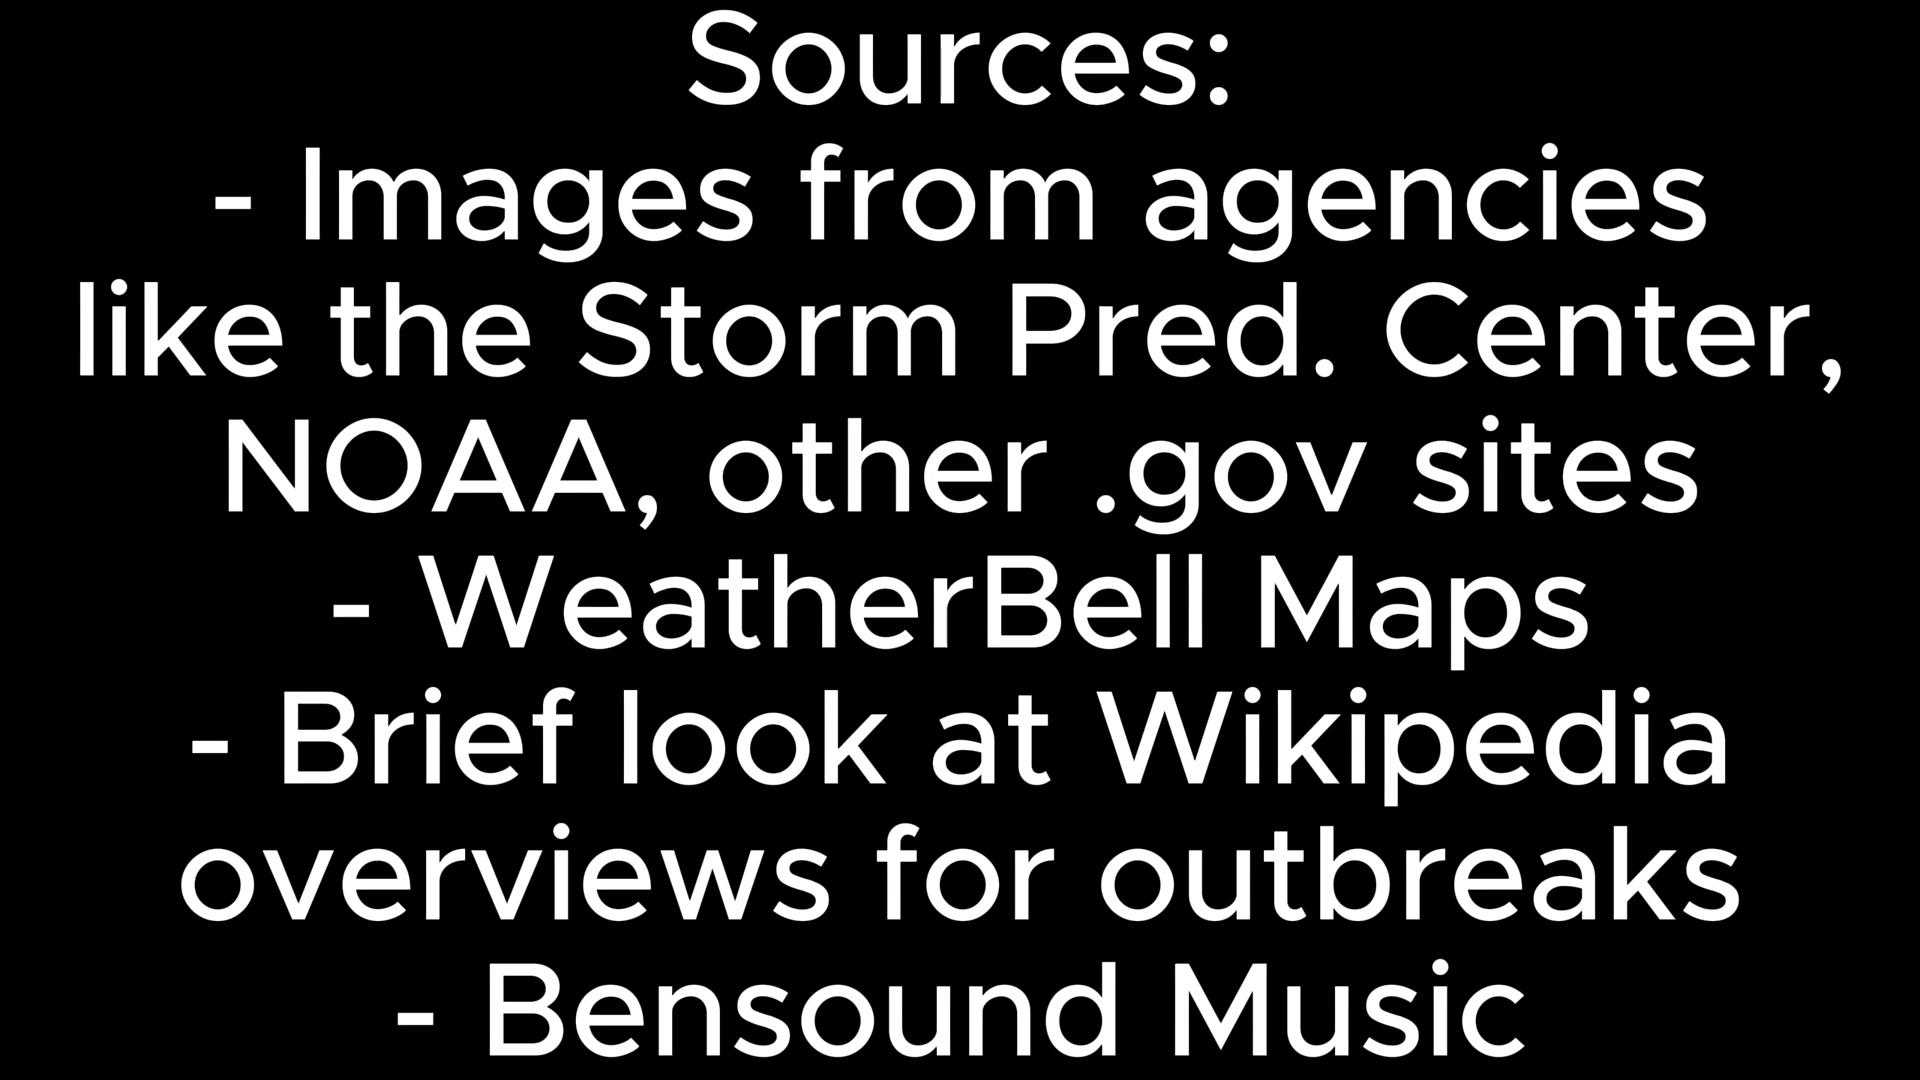 Sources:
- Images from agencies
like the Storm Pred. Center,
NOAA, other .gov sites
- WeatherBell Maps
- Brief look at Wikipedia
overviews for outbreaks
- Bensound Music